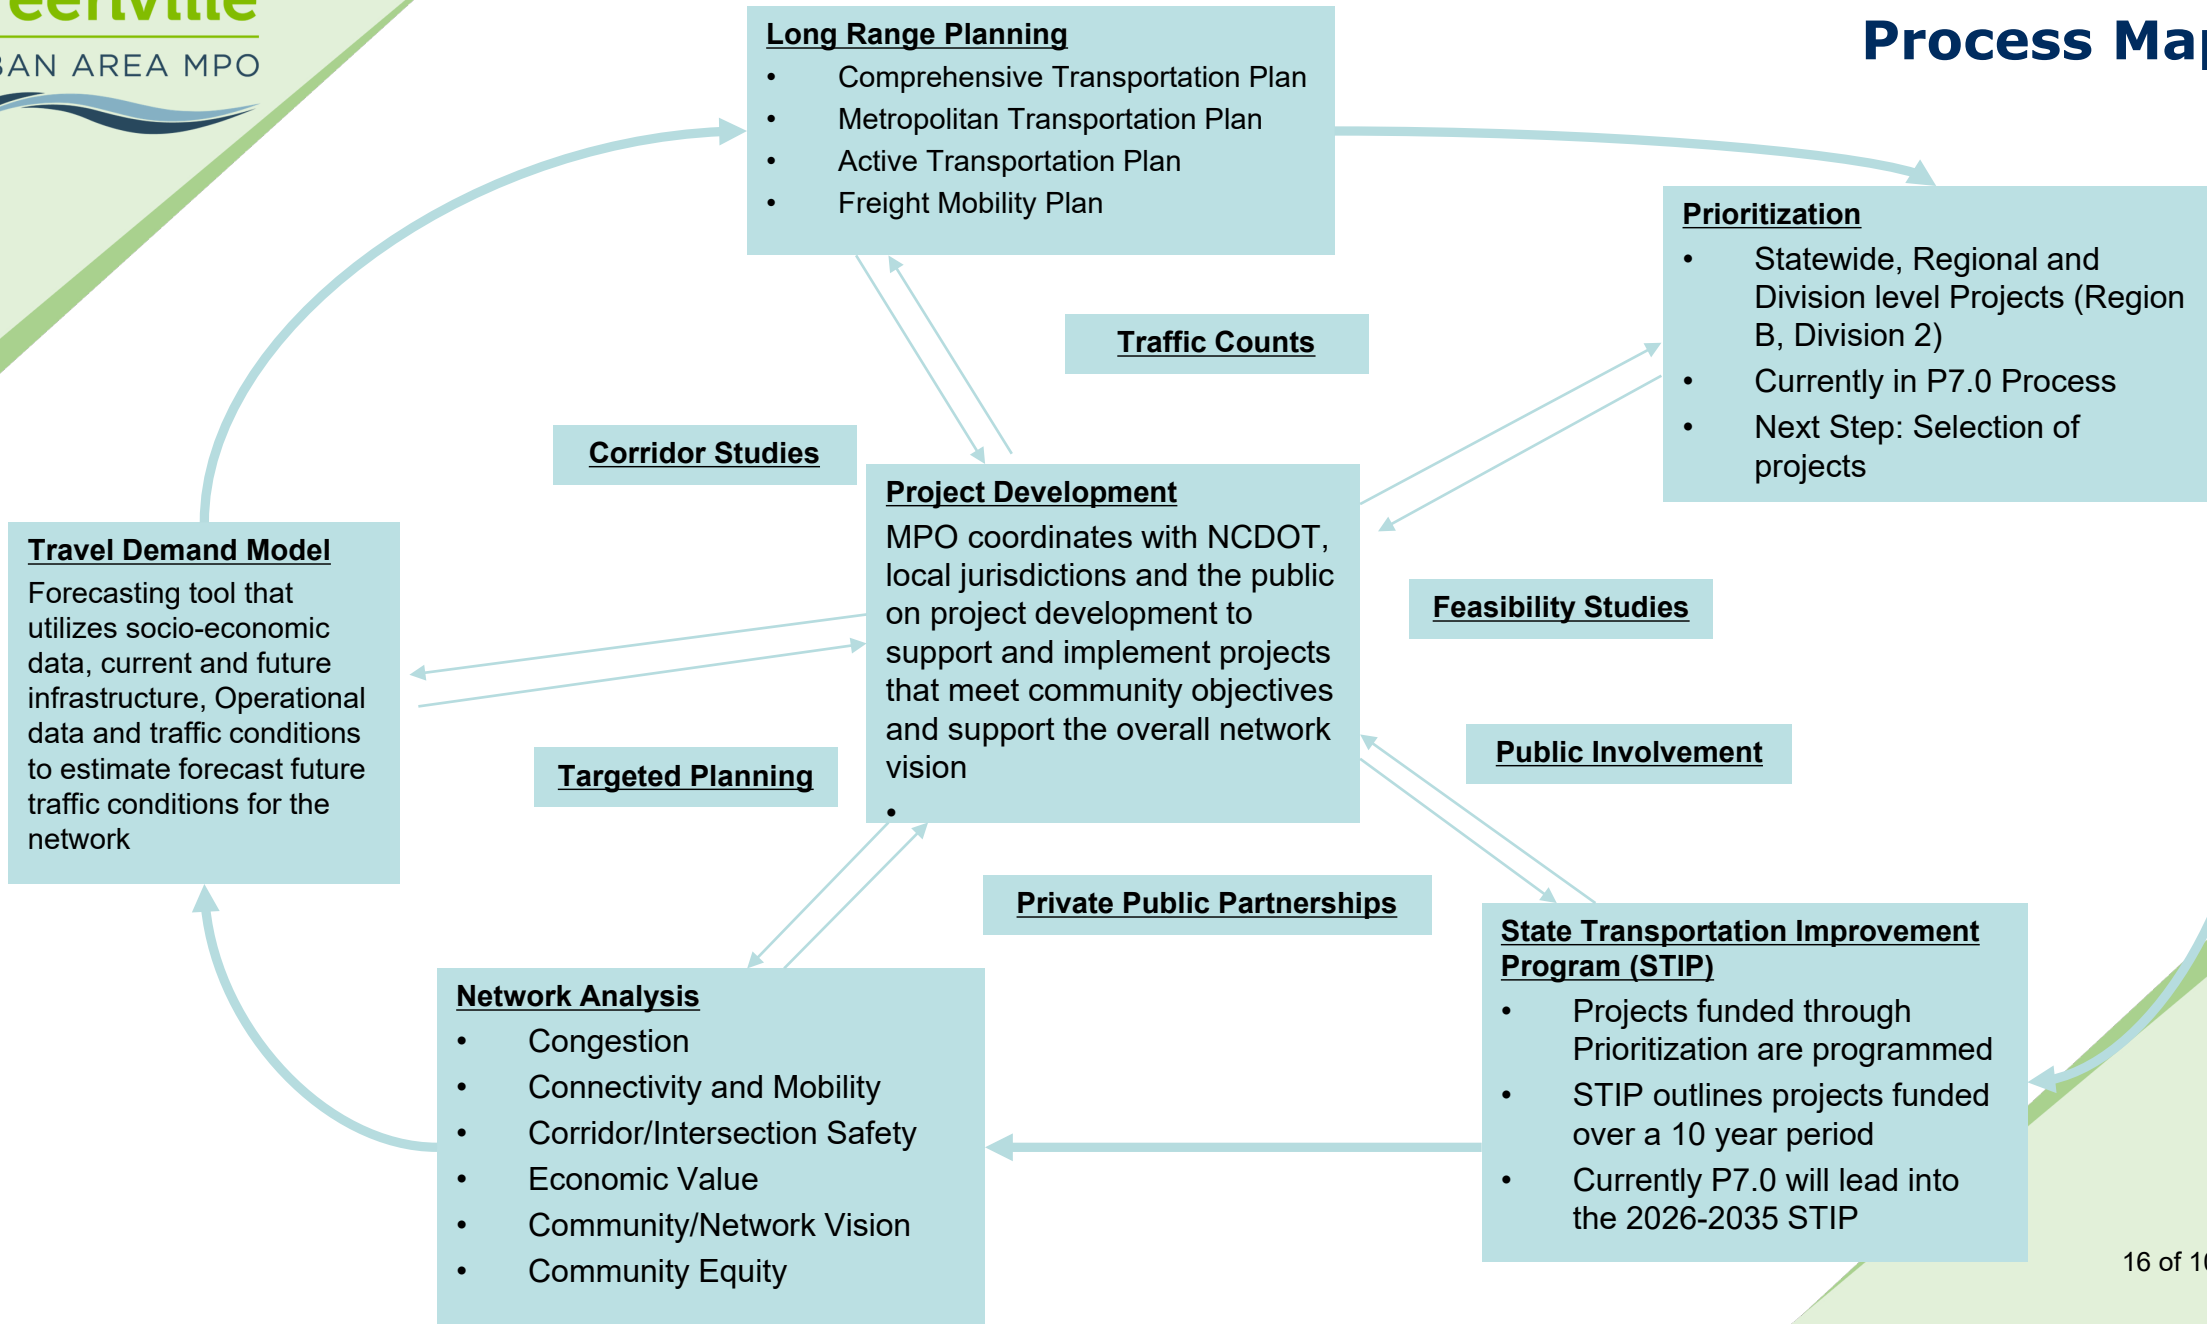 BAN AREA MPO
Process Map
Long Range Planning
• Comprehensive Transportation Plan
• Metropolitan Transportation Plan
• Active Transportation Plan
• Freight Mobility Plan
Prioritization
• Statewide, Regional and
Division level Projects (Region
B, Division 2)
• Currently in P7.0 Process
• Next Step: Selection of
projects
Traffic Counts
Corridor Studies
Project Development
MPO coordinates with NCDOT,
local jurisdictions and the public
on project development to
support and implement projects
that meet community objectives
and support the overall network
vision
•
Travel Demand Model
Forecasting tool that
utilizes socio-economic
data, current and future
infrastructure, Operational
data and traffic conditions
to estimate forecast future
traffic conditions for the
network
Feasibility Studies
Public Involvement
Targeted Planning
Private Public Partnerships
State Transportation Improvement
Program (STIP)
• Projects funded through
Prioritization are programmed
• STIP outlines projects funded
over a 10 year period
• Currently P7.0 will lead into
the 2026-2035 STIP
Network Analysis
• Congestion
• Connectivity and Mobility
• Corridor/Intersection Safety
• Economic Value
• Community/Network Vision
• Community Equity
16 of